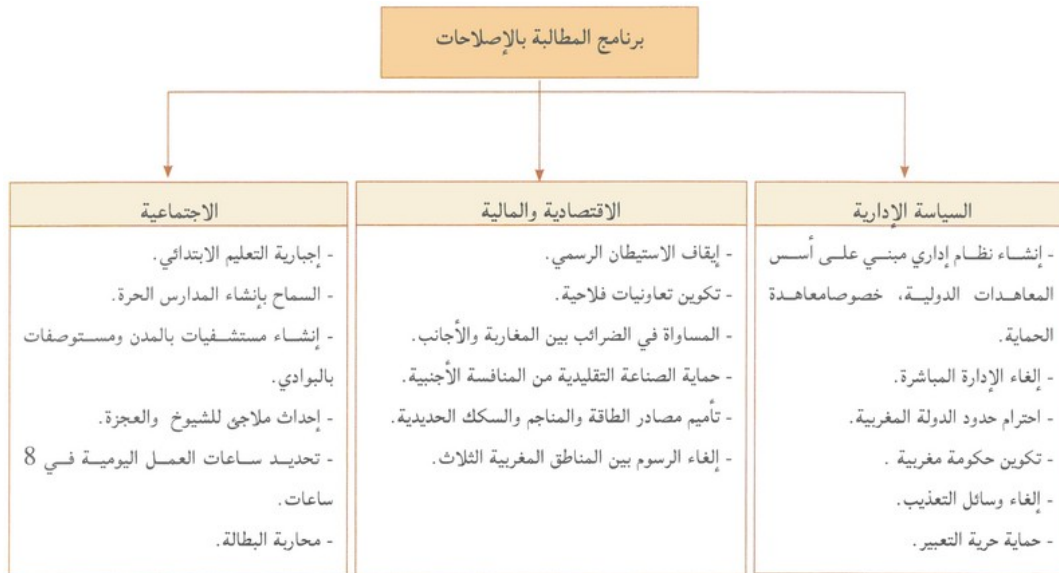 برنامج المطالبة بالإصلاحات
السياسة الإدارية
- إنشاء نظام إداري مبني على أسس
المعاهدات الدولية، خصوصامعاهدة
الحماية.
- إلغاء الإدارة المباشرة.
- احترام حدود الدولة المغربية.
- تكوين حكومة مغربية .
- إلغاء وسائل التعذيب.
- حماية حرية التعبير.
الاقتصادية والمالية
- إيقاف الاستيطان الرسمي.
- تكوين تعاونيات فلاحية.
- المساواة في الضرائب بين المغاربة والأجانب.
- حماية الصناعة التقليدية من المنافسة الأجنبية.
- تأميم مصادر الطاقة والمناجم والسكك الحديدية.
- إلغاء الرسوم بين المناطق المغربية الثلاث.
الاجتماعية
- إجبارية التعليم الابتدائي.
- السماح بإنشاء المدارس الحرة.
- إنشاء مستشفيات بالمدن ومستوصفات
بالبوادي.
- إحداث ملاجئ للشيوخ والعجزة.
- تحديد ساعات العمل اليومية في 8
ساعات.
- محاربة البطالة.